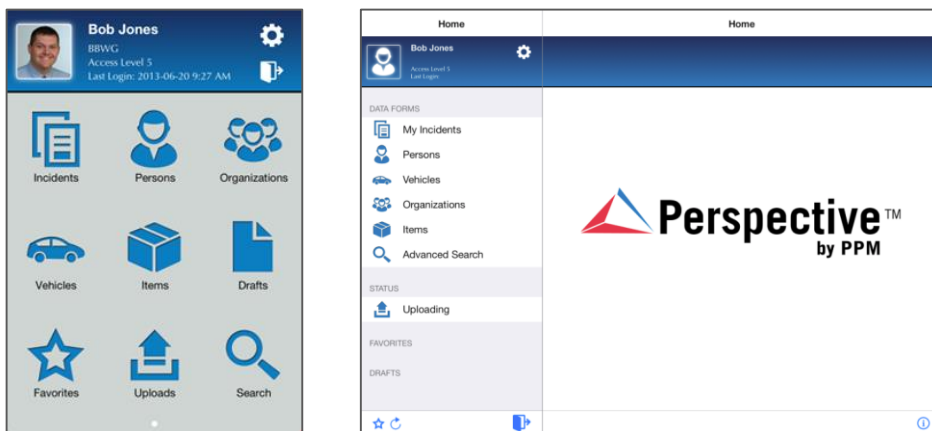 Bob Jones
BBWG
Access Level 5
Last Login: 2013-06-20 9:27 AM
Incidents
Persons
Organizations
Vehicles
Items
Drafts
Favorites
Uploads
Search
Home
Home
Bob Jones
Access Level 5
Last Login
DATA FORMS
My Incidents
Persons
Vehicles
Organizations
Items
Advanced Search
STATUS
Uploading
FAVORITES
DRAFTS
Perspective™
by PPM